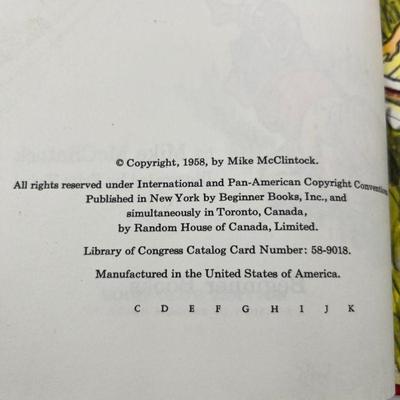 © Copyright, 1958, by Mike McClintock.
All rights reserved under International and Pan-American Copyright Convention.
Published in New York by Beginner Books, Inc., and
simultaneously in Toronto, Canada,
by Random House of Canada, Limited.
Library of Congress Catalog Card Number: 58-9018.
Manufactured in the United States of America.
C D E F G H I J K